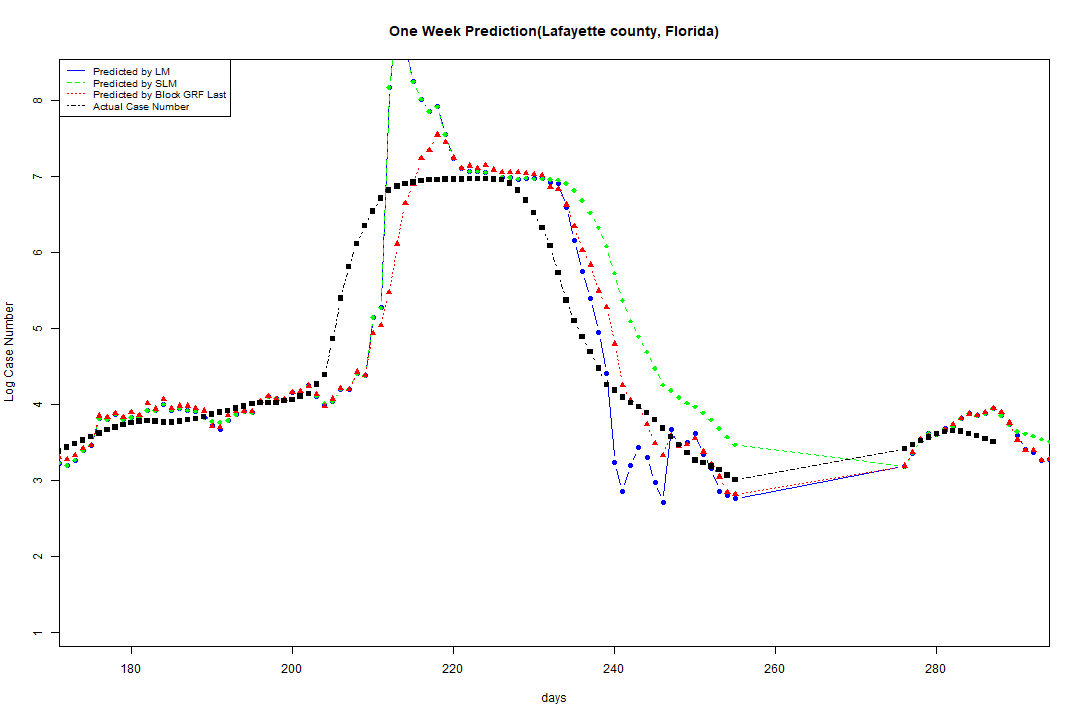 One Week Prediction(Lafayette county, Florida)
Predicted by LM
Predicted by SLM
Predicted by Block GRF Last
Actual Case Number
8
7
6
5
4
3
2
1
Log Case Number
180 200 220 240 260 280
days